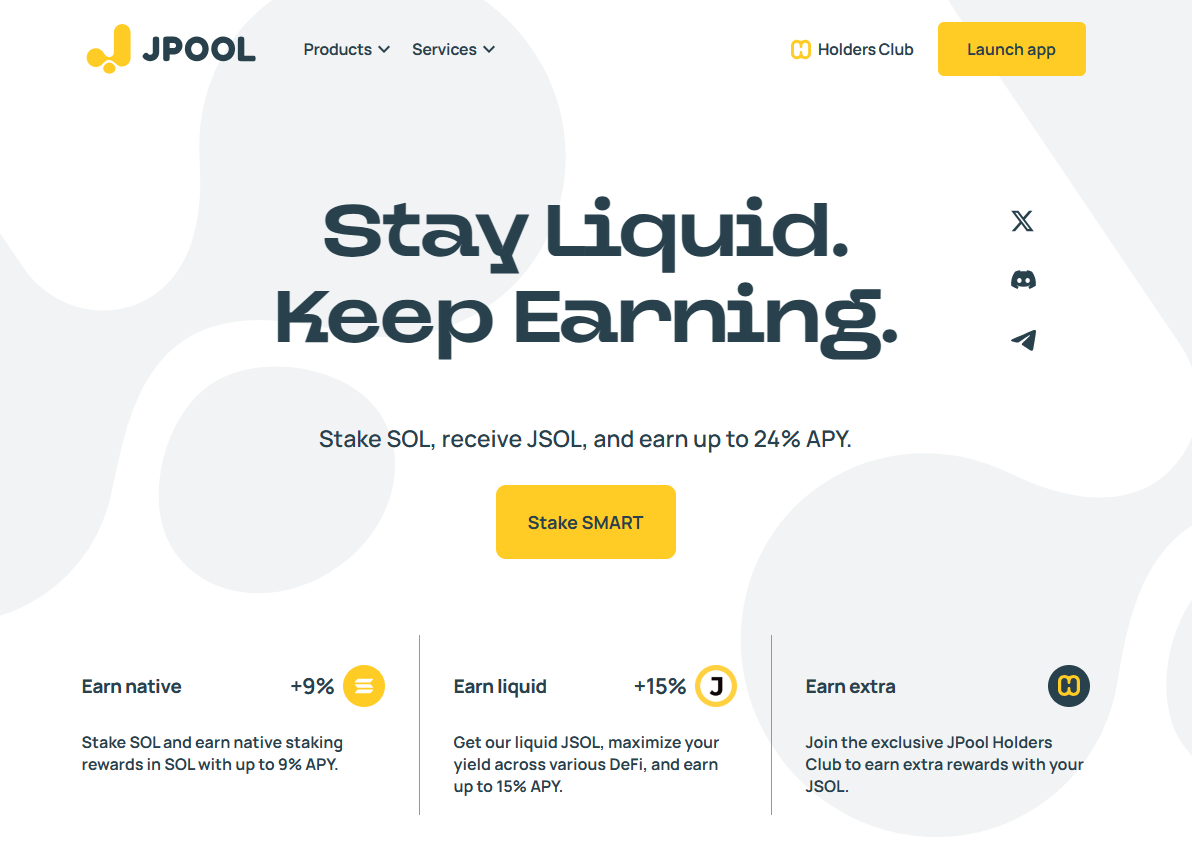 JPOOL
Products
Services
Holders Club
Launch app
Stay Liquid.
Keep Earning.
Stake SOL, receive JSOL, and earn up to 24% APY.
Stake SMART
Earn native
+9%
Stake SOL and earn native staking
rewards in SOL with up to 9% APY.
Earn liquid
+15%
J
Get our liquid JSOL, maximize your
yield across various DeFi, and earn
up to 15% APY.
Earn extra
Join the exclusive JPool Holders
Club to earn extra rewards with your
JSOL.